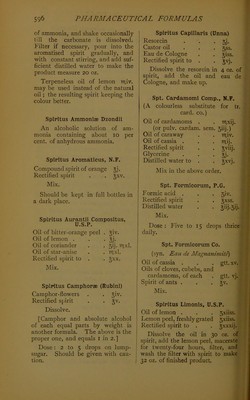 596 PHARMACEUTICAL FORMULAS
of ammonia, and shake occasionally
till the carbonate is dissolved.
Filter if necessary, pour into the
aromatized spirit gradually, and
with constant stirring, and add suf-
ficient distilled water to make the
product measure 20 oz.
Terpeneless oil of lemon
may be used instead of the natural
oil; the resulting spirit keeping the
colour better.
Spiritus Ammoniæ Dzondii
An alcoholic solution of am-
monia containing about 10 per
cent. of anhydrous ammonia.
Spiritus Aromaticus, N.F.
Compound spirit of orange
Rectified spirit
Mix.
Should be kept in full bottles in
a dark place.
Spiritus Aurantii Compositus,
U.S.P.
Oil of bitter-orange peel
Oil of lemon
Oil of coriander
Oil of star-anise
Rectified spirit to
Mix.
Spiritus Camphoræ (Rubini)
Camphor-flowers
Rectified spirit
Dissolve.
[Camphor and absolute alcohol
of each equal parts by weight is
another formula. The above is the
proper one, and equals 1 in 2.]
Dose: 2 to 5 drops on lump-
sugar. Should be given with cau-
tion.
Spiritus Capillaris (Unna)
Resorcin
Castor oil
Eau de Cologne
Rectified spirit to
Dissolve the resorcin in 4 oz. of
spirit, add the oil and eau de
Cologne, and make up.
Spt. Cardamomi Comp., N.F.
(A colourless substitute for tr.
card. co.)
Oil of cardamoms
(or pulv. cardam. sem.
Oil of caraway
Oil of cassia
Rectified spirit
Glycerine
Distilled water to
Mix in the above order.
Spt. Formicorum, P.G.
Formic acid
Rectified spirit
Distilled water
Mix.
Dose: Five to 15 drops thrice
daily.
Spt. Formicorum Co.
(syn. Eau de Magnanimité)
Oil of cassia
Oils of cloves, cubebs, and
cardamoms, of each
Spirit of ants
Mix.
Spiritus Limonis, U.S.P.
Oil of lemon
Lemon peel, freshly grated
Rectified spirit to
Dissolve the oil in 30 oz. of
spirit, add the lemon peel, macerate
for twenty-four hours, filter, and
wash the filter with spirit to make
32 oz. of finished product.